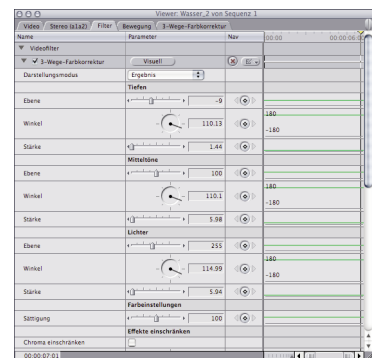 Viewer: Wasser_2 von Sequenz 1
Video Stereo (a1a2) Filter Bewegung 3-Wege-Farbkorrektur
Name Parameter Nav 00:00 00:00:06:00
Videofilter
3-Wege-Farbkorrektur Visuell
Darstellungsmodus Ergebnis
Tiefen
Ebene -9
180
Winkel 110.13
-180
Stärke 1.44
Mitteltöne
Ebene 100
180
Winkel 110.1
-180
Stärke 5.98
Lichter
Ebene 255
180
Winkel 114.99
-180
Stärke 5.94
Farbeinstellungen
Sättigung 100
Effekte einschränken
Chroma einschränken
00:00:07:01